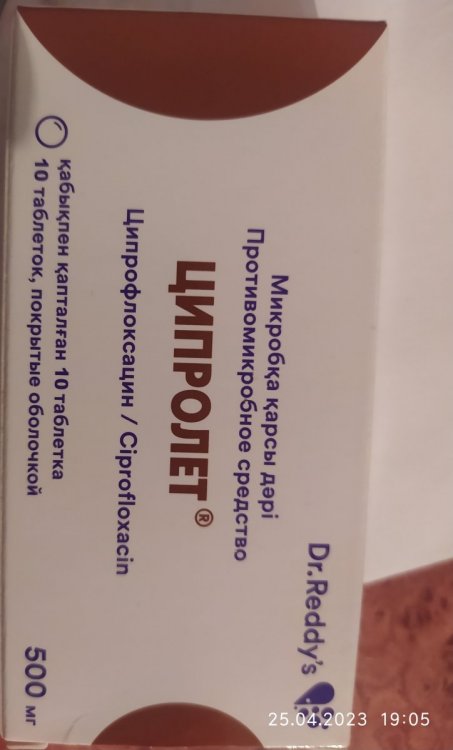 Dr.Reddy's
Микробқа қарсы дәрі
Противомикробное средство
ЦИПРОЛЕТ®
Ципрофлоксацин / Ciprofloxacin
қабықпен қапталған 10 таблетка
10 таблеток, покрытые оболочкой
500 мг
25.04.2023 19:05